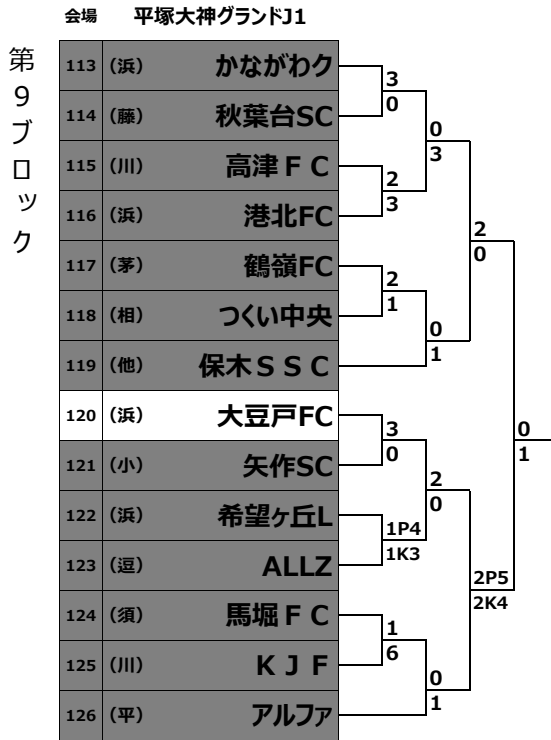 会場 平塚大神グランドJ1
第9ブロック
113 (浜) かながわク
114 (藤) 秋葉台SC
115 (川) 高津FC
116 (浜) 港北FC
117 (茅) 鶴嶺FC
118 (相) つくい中央
119 (他) 保木SSC
120 (浜) 大豆戸FC
121 (小) 矢作SC
122 (浜) 希望ヶ丘L
123 (逗) ALLZ
124 (須) 馬堀FC
125 (川) KJF
126 (平) アルファ
3
0
2
3
2
1
3
0
1P4
1K3
1
6
0
3
0
1
2
0
0
1
2
0
2P5
2K4
0
1